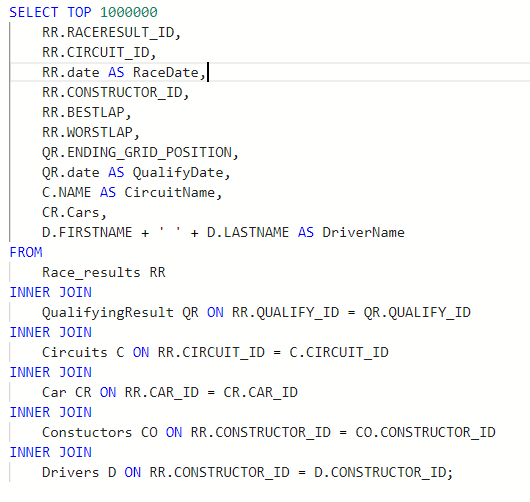 SELECT TOP 1000000
RR.RACERESULT_ID,
RR.CIRCUIT_ID,
RR.date AS RaceDate,
RR.CONSTRUCTOR_ID,
RR.BESTLAP,
RR.WORSTLAP,
QR.ENDING_GRID_POSITION,
QR.date AS QualifyDate,
C.NAME AS CircuitName,
CR.Cars,
D.FIRSTNAME + ' ' + D.LASTNAME AS DriverName
FROM
Race_results RR
INNER JOIN
QualifyingResult QR ON RR.QUALIFY_ID = QR.QUALIFY_ID
INNER JOIN
Circuits C ON RR.CIRCUIT_ID = C.CIRCUIT_ID
INNER JOIN
Car CR ON RR.CAR_ID = CR.CAR_ID
INNER JOIN
Constuctors CO ON RR.CONSTRUCTOR_ID = CO.CONSTRUCTOR_ID
INNER JOIN
Drivers D ON RR.CONSTRUCTOR_ID = D.CONSTRUCTOR_ID;